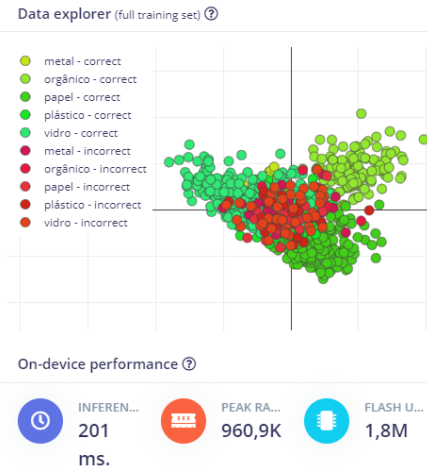 Data explorer (full training set) ?
metal - correct
orgânico - correct
papel - correct
plástico - correct
vidro - correct
metal - incorrect
orgânico - incorrect
papel - incorrect
plástico - incorrect
vidro - incorrect
On-device performance ?
INFEREN...
201
ms.
PEAK RA...
960,9K
FLASH U...
1,8M